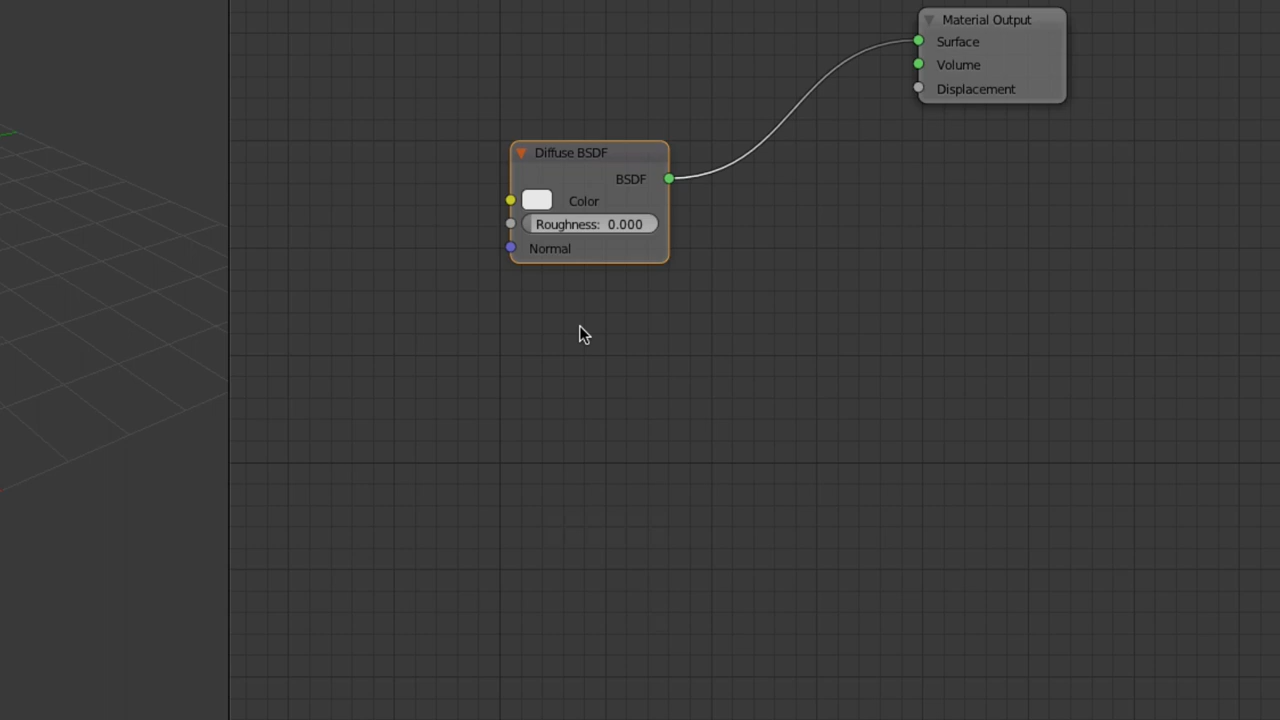 Material Output
Surface
Volume
Displacement
Diffuse BSDF
BSDF
Color
Roughness: 0.000
Normal